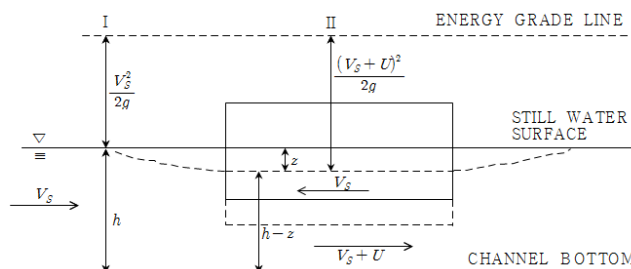 I
II
ENERGY GRADE LINE
V_S^2/2g
(V_S + U)^2/2g
STILL WATER
SURFACE
z
V_S
V_S
h
h−z
V_S+U
CHANNEL BOTTOM